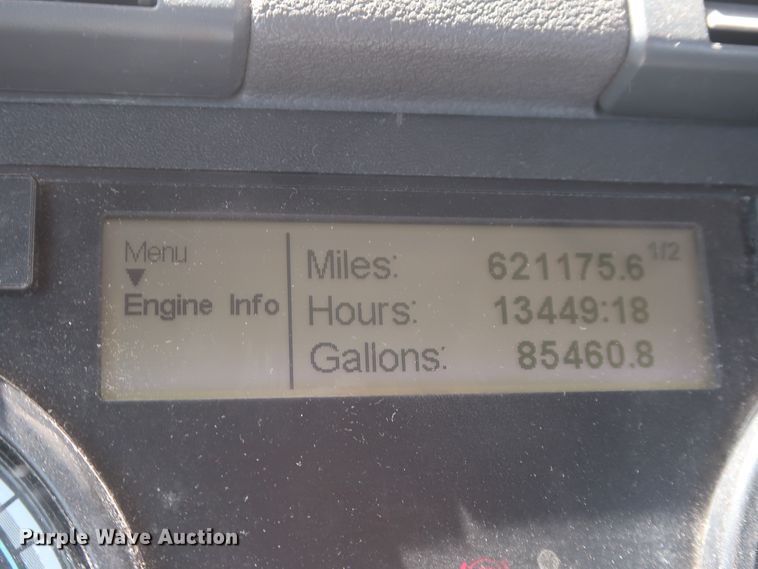 Menu
Engine Info
1/2
Miles: 621175.6
Hours: 13449:18
Gallons: 85460.8
Purple Wave Auction